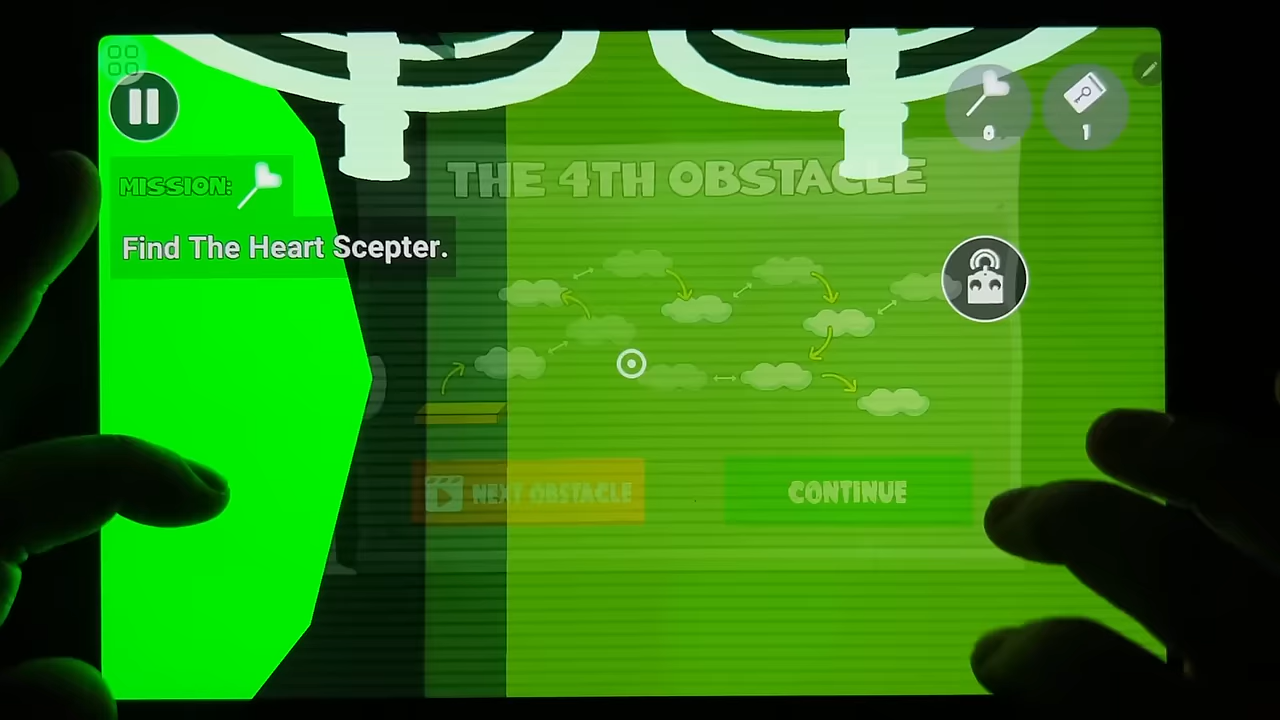 THE 4TH OBSTACLE
MISSION:
Find The Heart Scepter.
0
1
NEXT OBSTACLE
CONTINUE